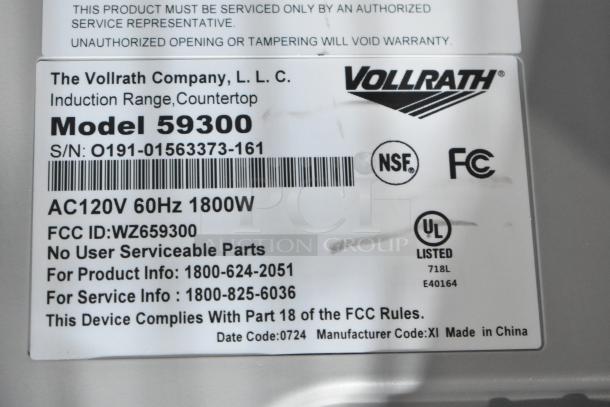 THIS PRODUCT MUST BE SERVICED ONLY BY AN AUTHORIZED
SERVICE REPRESENTATIVE.
UNAUTHORIZED OPENING OR TAMPERING WILL VOID WARRANTY.
The Vollrath Company, L. L. C.
VOLLRATH®
Induction Range,Countertop
Model 59300
S/N: O191-01563373-161
NSF®
FC
AC120V 60Hz 1800W
PCI
AUCTION GROUP
FCC ID:WZ659300
UL
LISTED
718L
E40164
No User Serviceable Parts
For Product Info: 1800-624-2051
For Service Info : 1800-825-6036
This Device Complies With Part 18 of the FCC Rules.
Date Code:0724 Manufacturer Code:XI Made in China